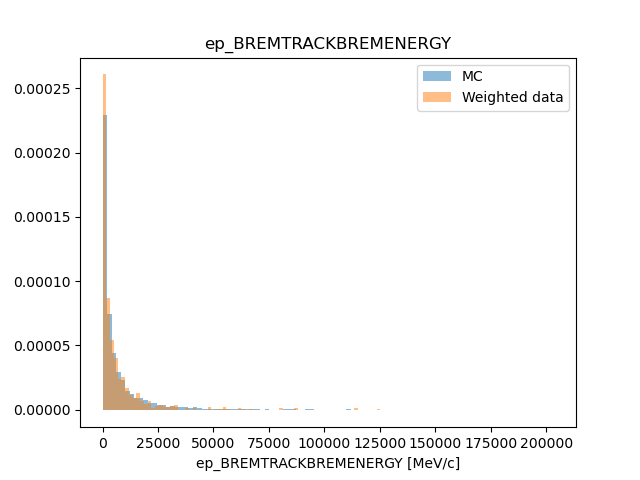 ep_BREMTRACKBREMENERGY
MC
Weighted data
0.00025
0.00020
0.00015
0.00010
0.00005
0.00000
0 25000 50000 75000 100000 125000 150000 175000 200000
ep_BREMTRACKBREMENERGY [MeV/c]